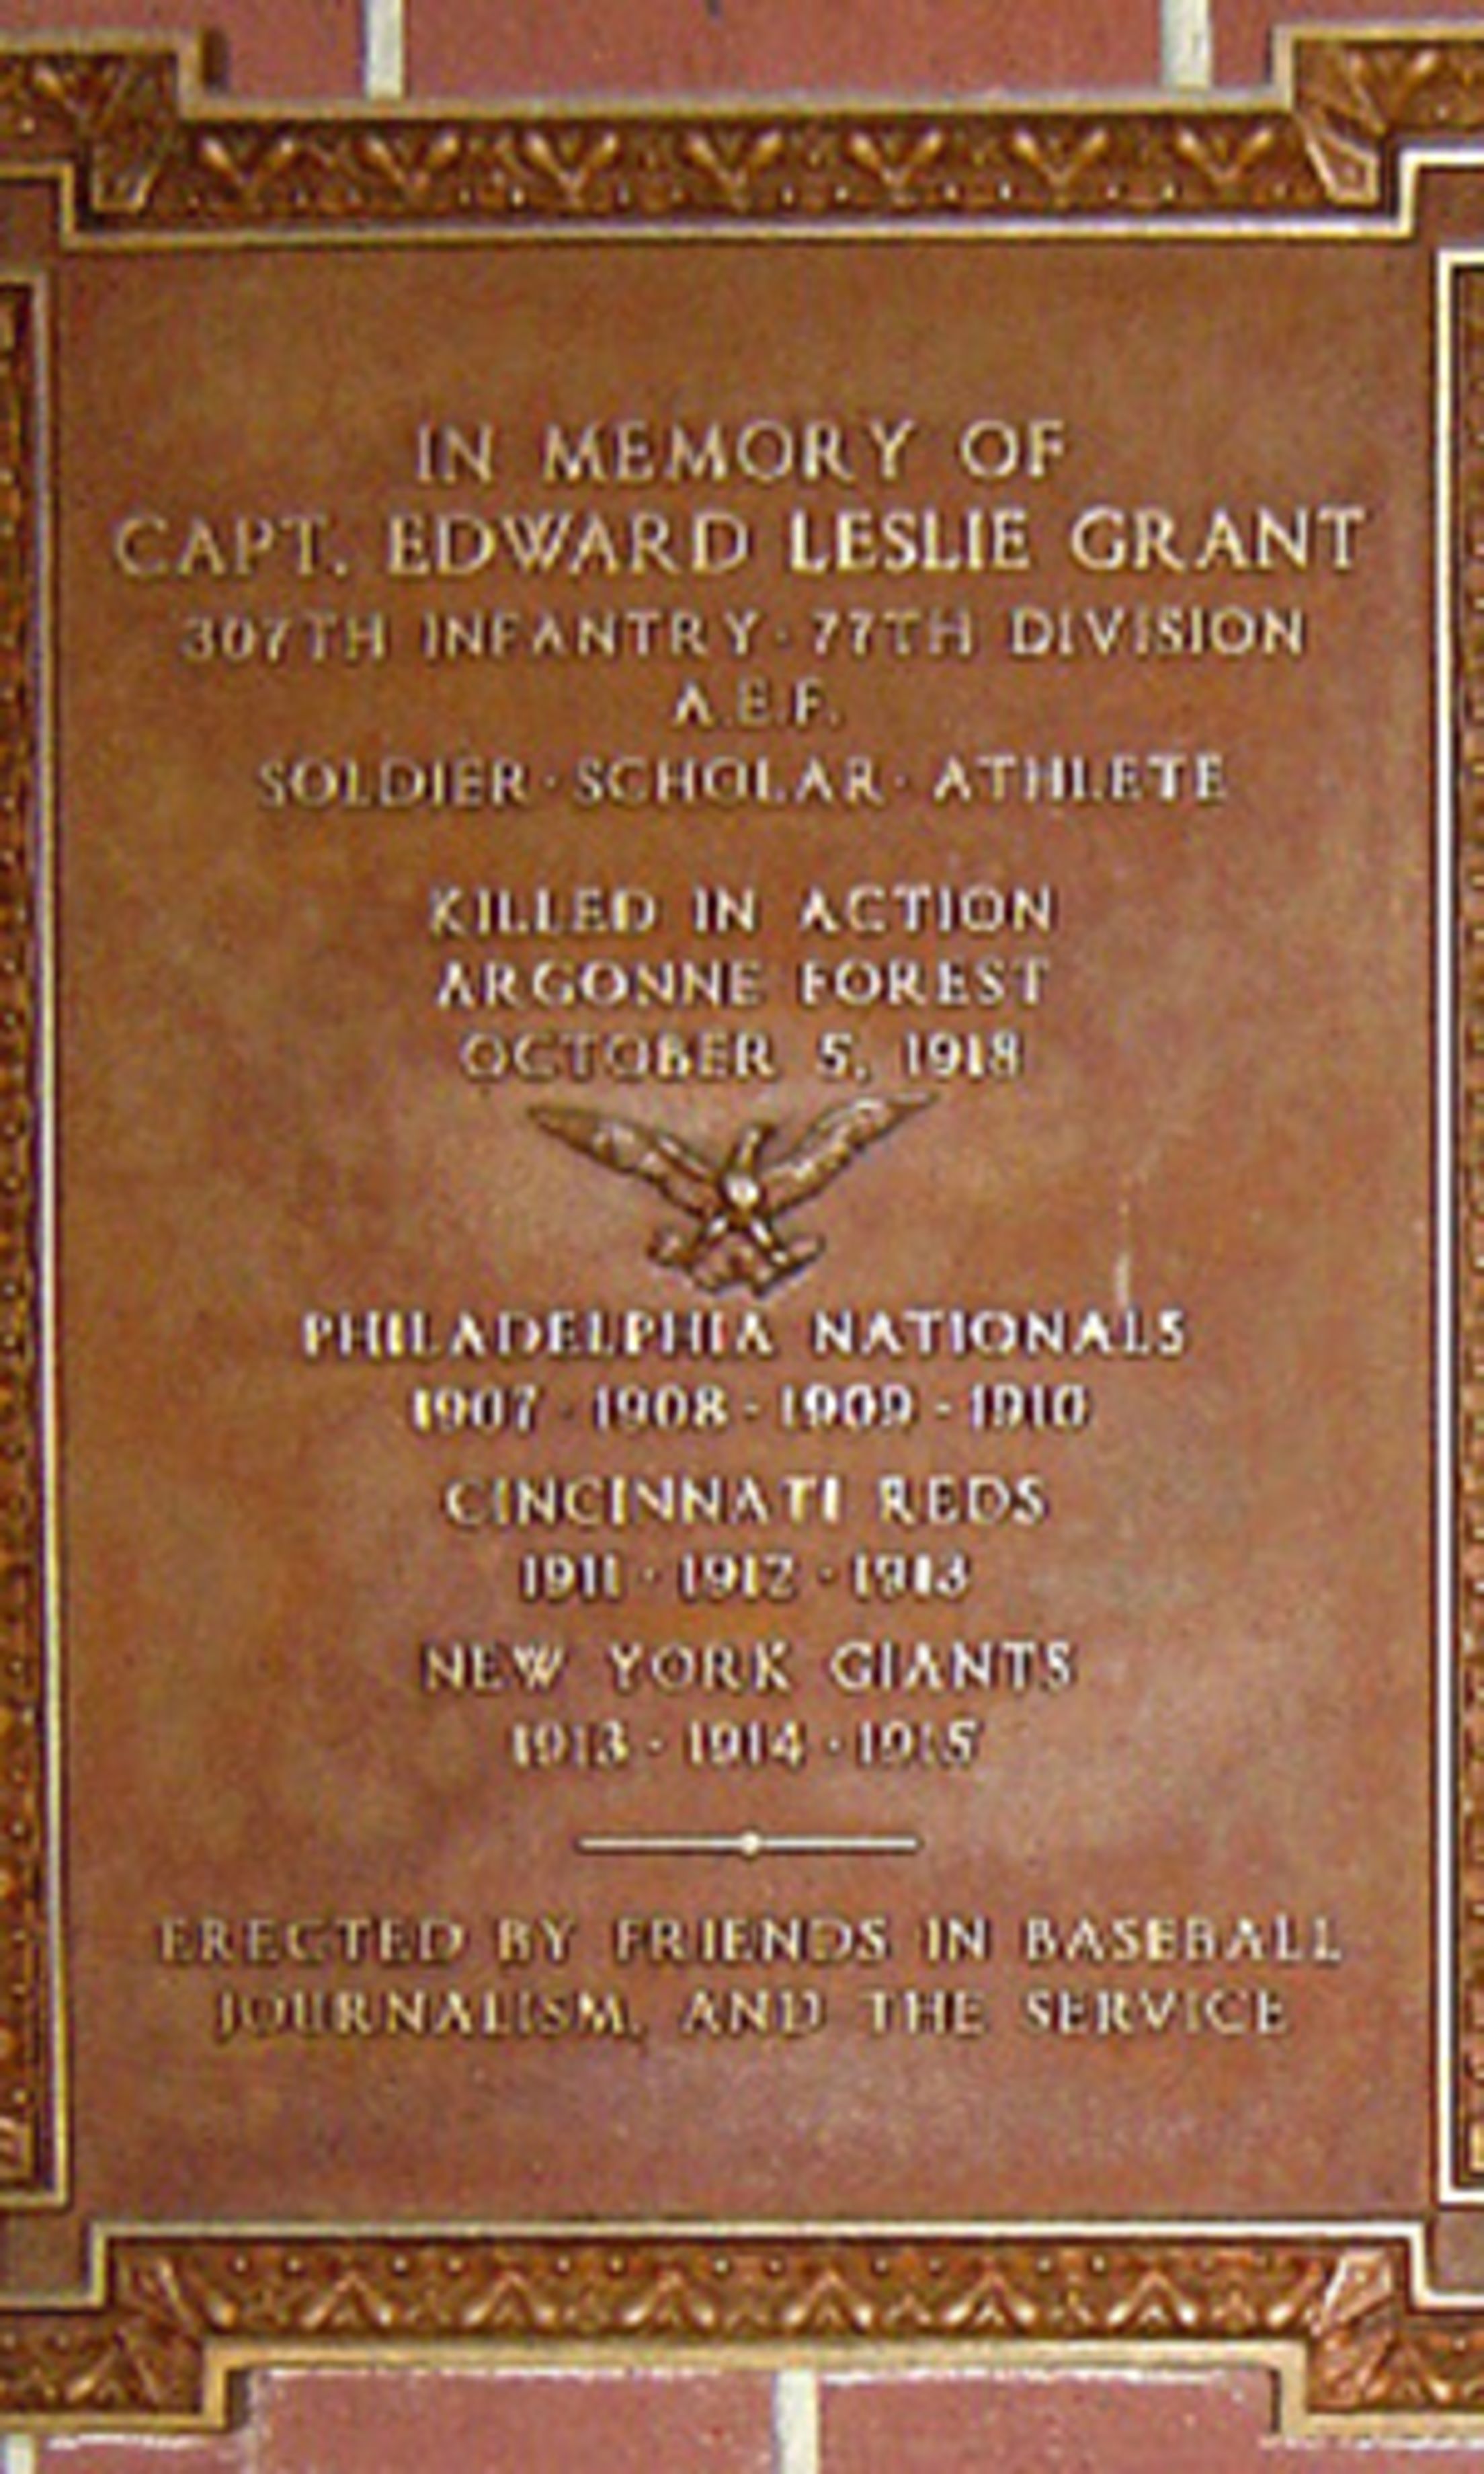 IN MEMORY OF
CAPT. EDWARD LESLIE GRANT
307TH INFANTRY · 77TH DIVISION
A.E.F.
SOLDIER · SCHOLAR · ATHLETE
KILLED IN ACTION
ARGONNE FOREST
OCTOBER 5, 1918
PHILADELPHIA NATIONALS
1907 · 1908 · 1909 · 1910
CINCINNATI REDS
1911 · 1912 · 1913
NEW YORK GIANTS
1913 · 1914 · 1915
ERECTED BY FRIENDS IN BASEBALL
JOURNALISM, AND THE SERVICE